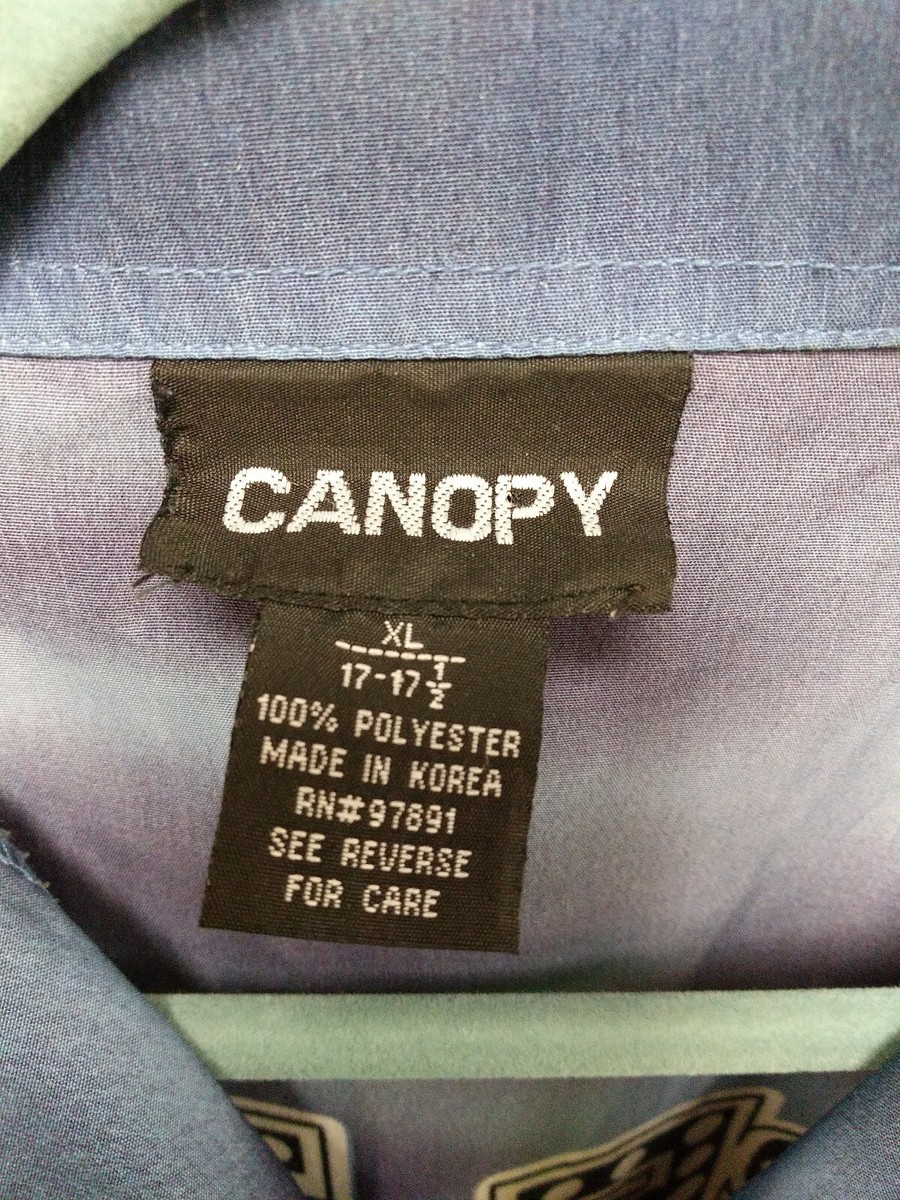 CANOPY
XL
17-17 1/2
100% POLYESTER
MADE IN KOREA
RN#97891
SEE REVERSE
FOR CARE